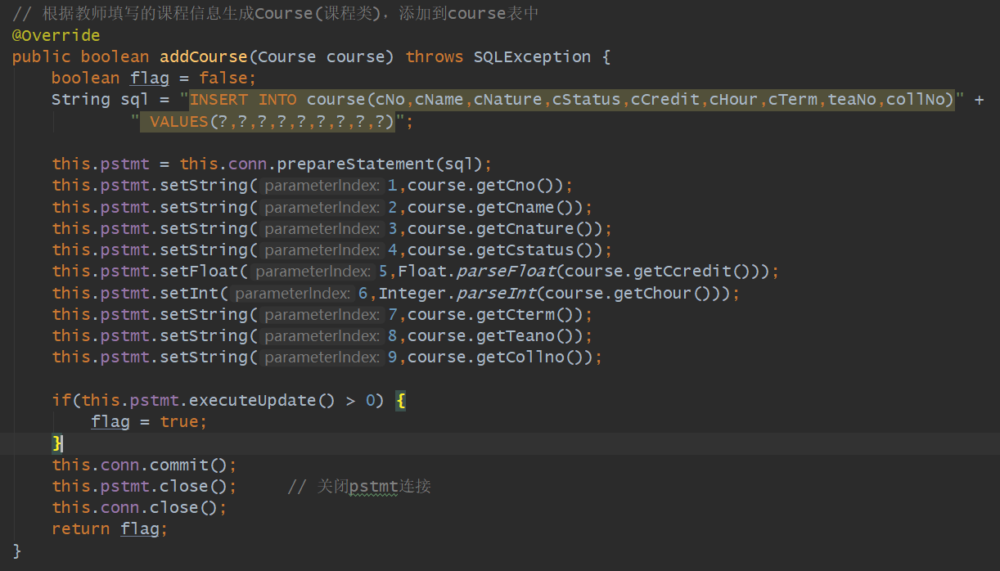 // 根据教师填写的课程信息生成Course(课程类)，添加到course表中
@Override
public boolean addCourse(Course course) throws SQLException {
boolean flag = false;
String sql = "INSERT INTO course(cNo,cName,cNature,cStatus,cCredit,cHour,cTerm,teaNo,collNo)" +
" VALUES(?,?,?,?,?,?,?,?,?)";
this.pstmt = this.conn.prepareStatement(sql);
this.pstmt.setString( parameterIndex: 1,course.getCno());
this.pstmt.setString( parameterIndex: 2,course.getCname());
this.pstmt.setString( parameterIndex: 3,course.getCnature());
this.pstmt.setString( parameterIndex: 4,course.getCstatus());
this.pstmt.setFloat( parameterIndex: 5,Float.parseFloat(course.getCcredit()));
this.pstmt.setInt( parameterIndex: 6,Integer.parseInt(course.getChour()));
this.pstmt.setString( parameterIndex: 7,course.getCterm());
this.pstmt.setString( parameterIndex: 8,course.getTeano());
this.pstmt.setString( parameterIndex: 9,course.getCollno());
if(this.pstmt.executeUpdate() > 0) {
flag = true;
}
this.conn.commit();
this.pstmt.close(); // 关闭pstmt连接
this.conn.close();
return flag;
}